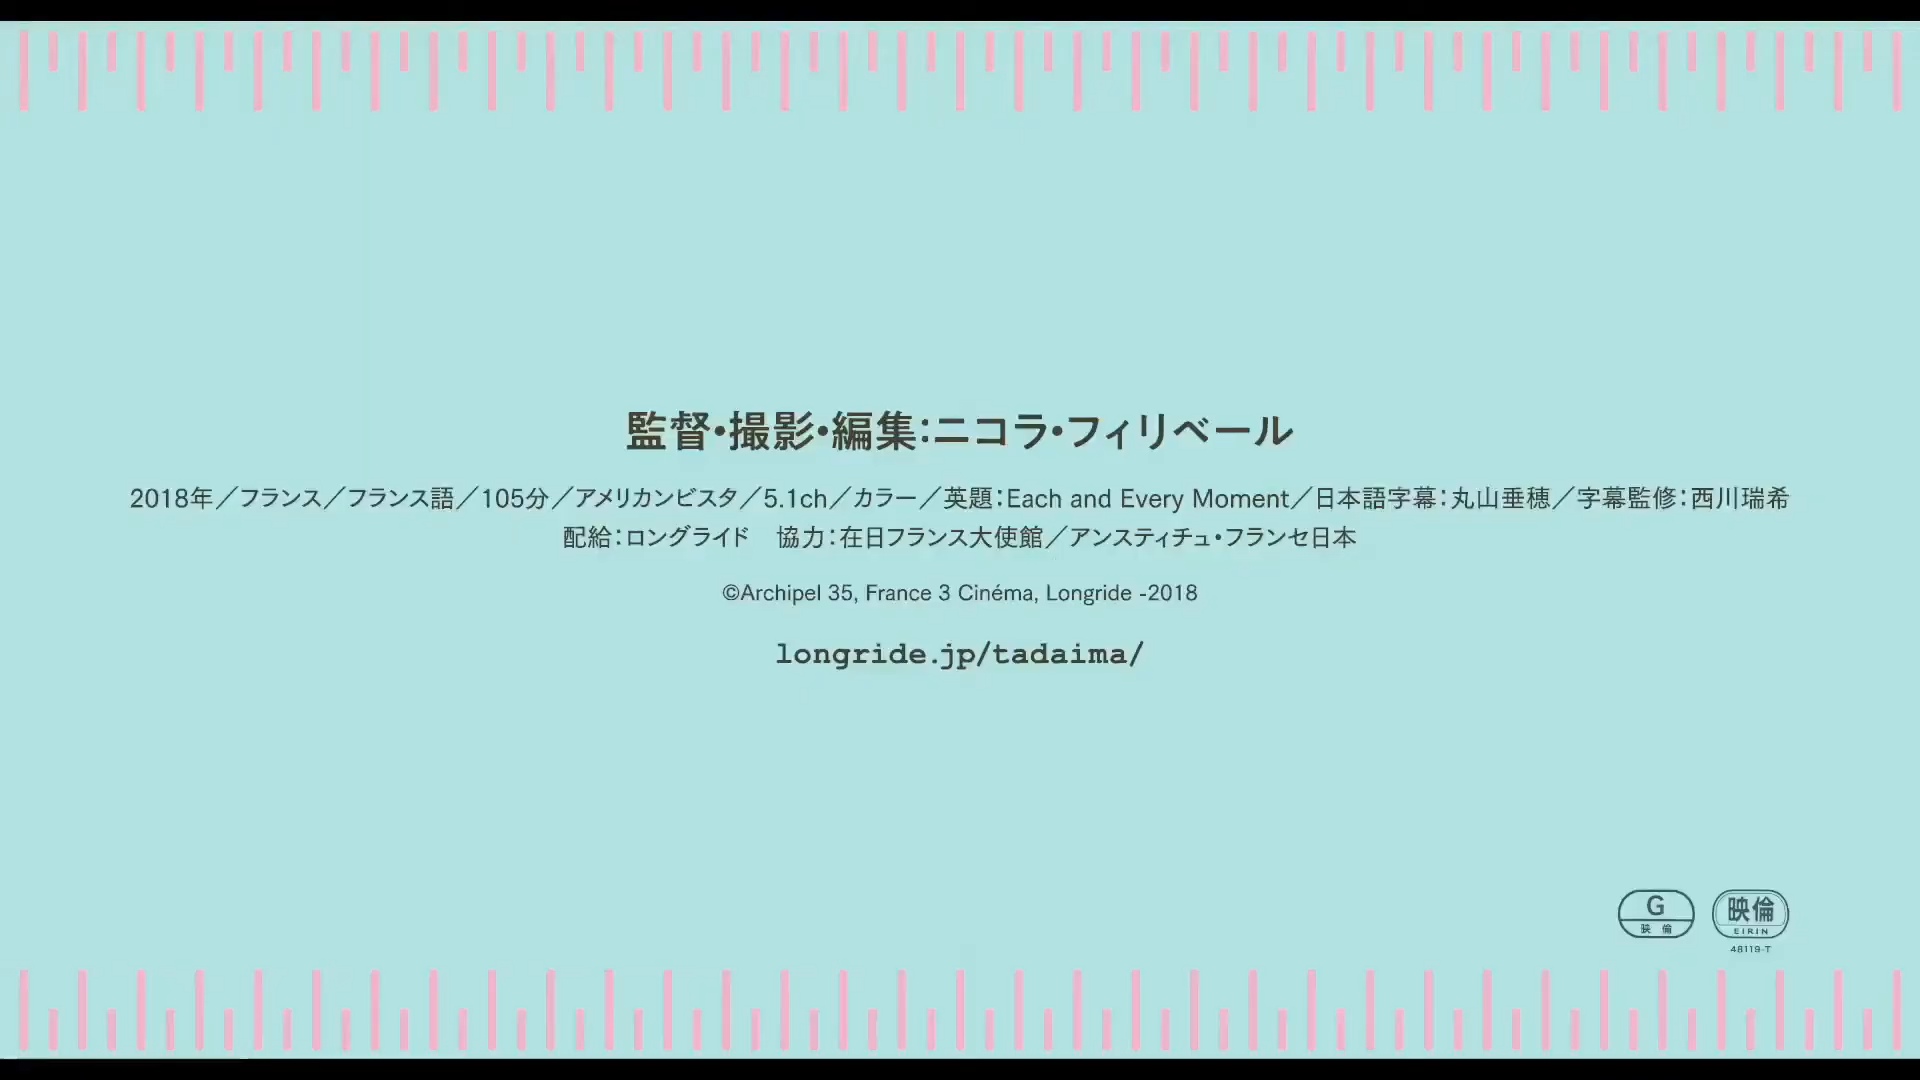 監督・撮影・編集：ニコラ・フィリベール
2018年／フランス／フランス語／105分／アメリカンビスタ／5.1ch／カラー／英題：Each and Every Moment／日本語字幕：丸山垂穂／字幕監修：西川瑞希
配給：ロングライド　協力：在日フランス大使館／アンスティチュ・フランセ日本
©Archipel 35, France 3 Cinéma, Longride -2018
longride.jp/tadaima/
G 映倫
映倫
EIRIN
48119-T